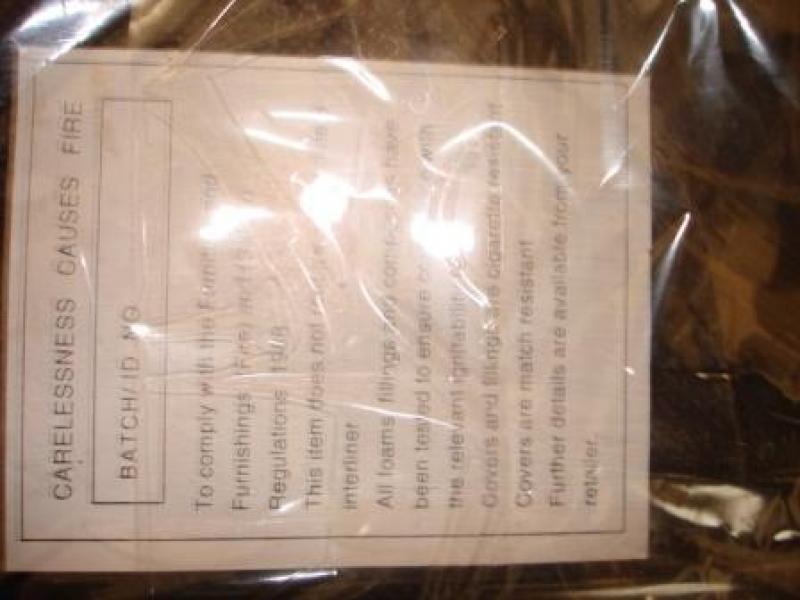 CARELESSNESS CAUSES FIRE
BATCH/ID NO
To comply with the and
Furnishings (Fire) and
Regulations
This item does not
interliner
All foams, fillings and have
been tested to ensure with
the relevant ignitability
Covers and fillings are cigarette resistant
Covers are match resistant
Further details are available from your
retailer.